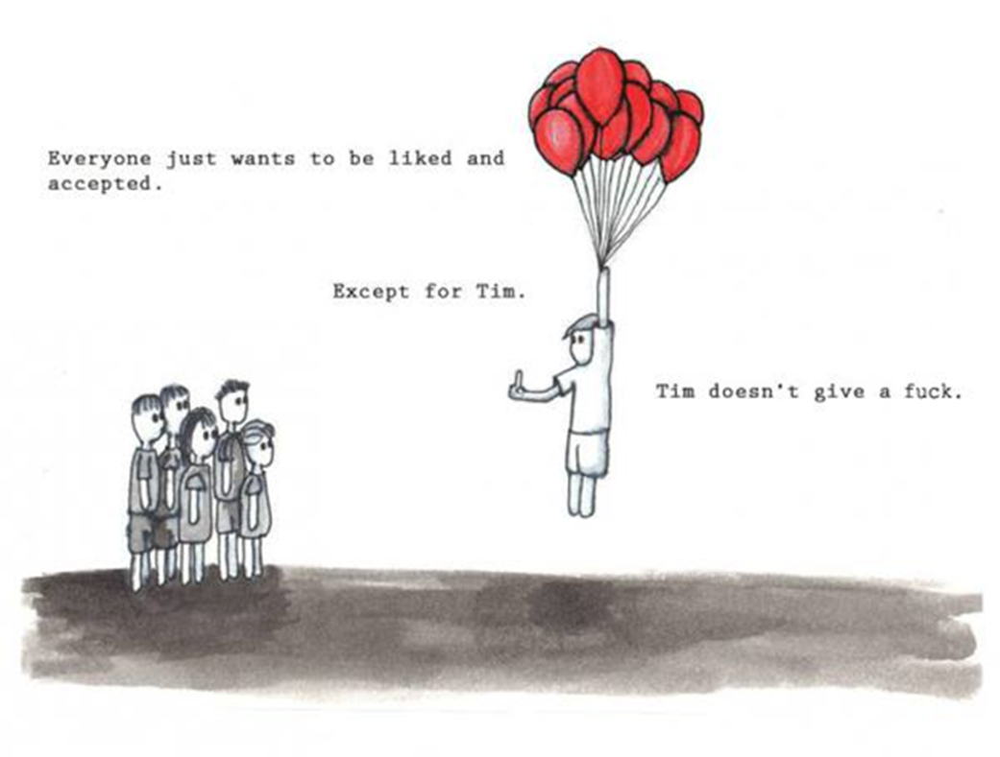 Everyone just wants to be liked and
accepted.
Except for Tim.
Tim doesn't give a fuck.